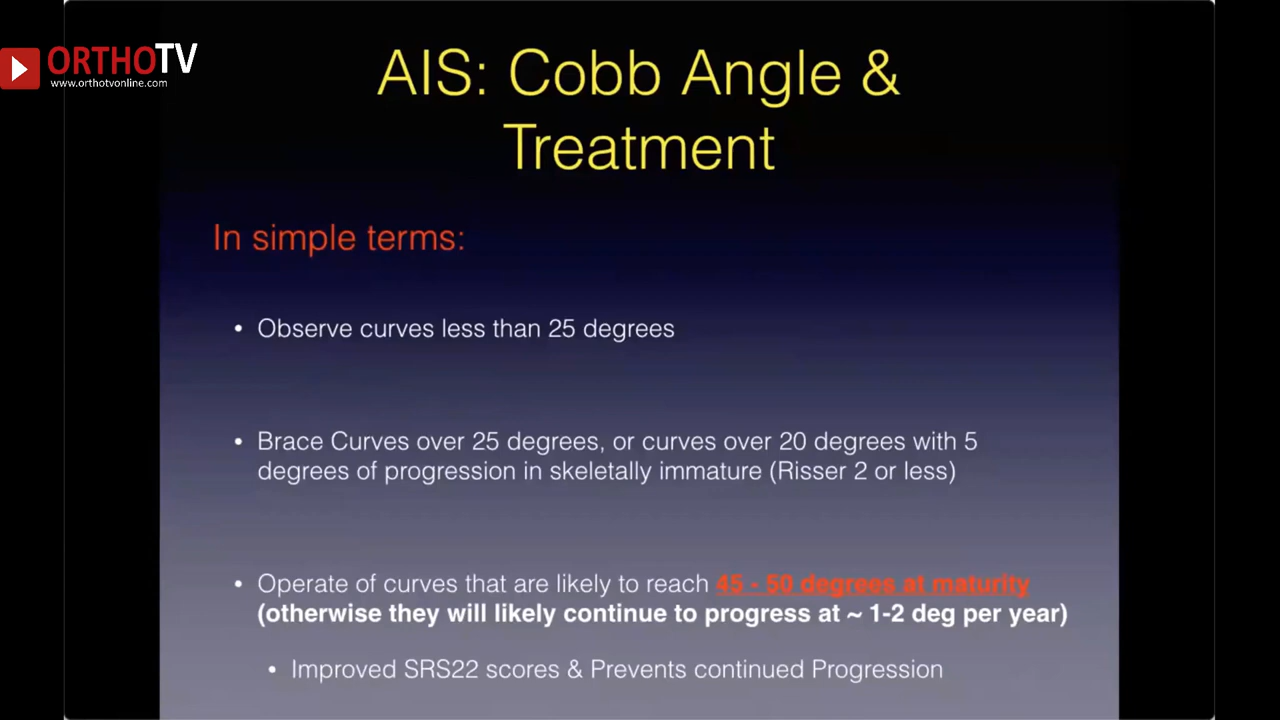 ORTHOTV
www.orthotvonline.com
AIS: Cobb Angle &
Treatment
In simple terms:
• Observe curves less than 25 degrees
• Brace Curves over 25 degrees, or curves over 20 degrees with 5
degrees of progression in skeletally immature (Risser 2 or less)
• Operate of curves that are likely to reach 45 - 50 degrees at maturity
(otherwise they will likely continue to progress at ~ 1-2 deg per year)
• Improved SRS22 scores & Prevents continued Progression